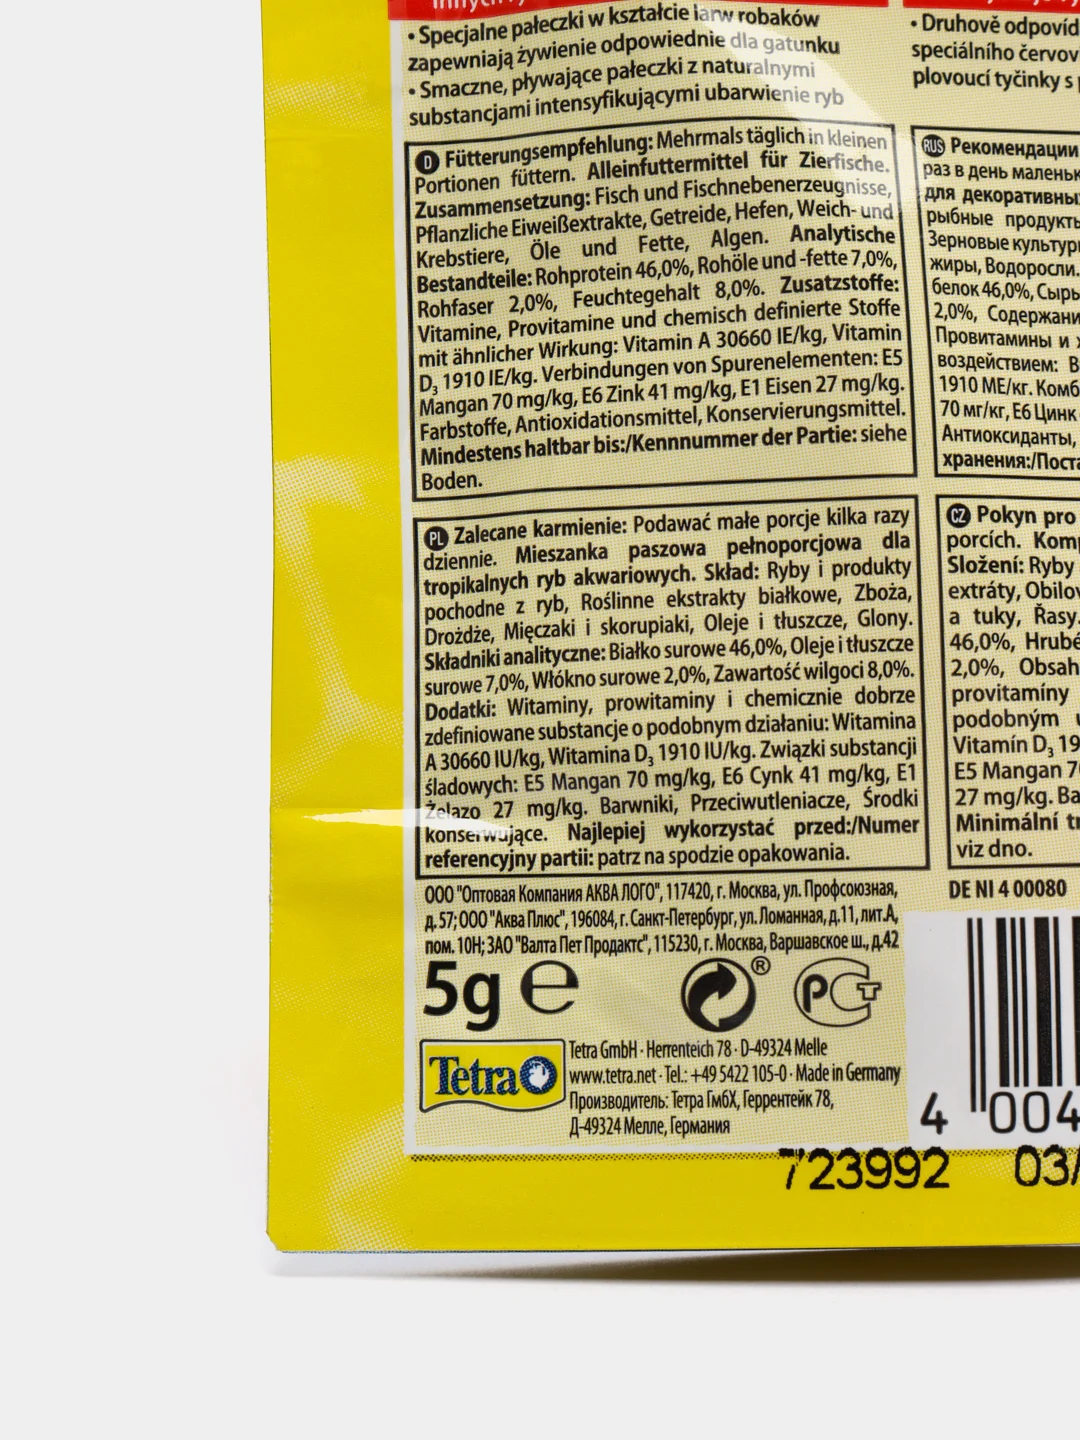 • Specjalne pałeczki w kształcie larw robaków
zapewniają żywienie odpowiednie dla gatunku
• Smaczne, pływające pałeczki z naturalnymi
substancjami intensyfikującymi ubarwienie ryb
• Druhově odpovíd
speciálního červov
plovoucí tyčinky s
D Fütterungsempfehlung: Mehrmals täglich in kleinen
Portionen füttern. Alleinfuttermittel für Zierfische.
Zusammensetzung: Fisch und Fischnebenerzeugnisse,
Pflanzliche Eiweißextrakte, Getreide, Hefen, Weich- und
Krebstiere, Öle und Fette, Algen. Analytische
Bestandteile: Rohprotein 46,0%, Rohöle und -fette 7,0%,
Rohfaser 2,0%, Feuchtegehalt 8,0%. Zusatzstoffe:
Vitamine, Provitamine und chemisch definierte Stoffe
mit ähnlicher Wirkung: Vitamin A 30660 IE/kg, Vitamin
D₃ 1910 IE/kg. Verbindungen von Spurenelementen: E5
Mangan 70 mg/kg, E6 Zink 41 mg/kg, E1 Eisen 27 mg/kg.
Farbstoffe, Antioxidationsmittel, Konservierungsmittel.
Mindestens haltbar bis:/Kennnummer der Partie: siehe
Boden.
RUS Рекомендации
раз в день маленьк
для декоративны
рыбные продукты
Зерновые культур
жиры, Водоросли.
белок 46,0%, Сырь
2,0%, Содержани
Провитамины и х
воздействием: В
1910 МЕ/кг. Комб
70 мг/кг, E6 Цинк
Антиоксиданты,
хранения:/Поста
PL Zalecane karmienie: Podawać małe porcje kilka razy
dziennie. Mieszanka paszowa pełnoporcjowa dla
tropikalnych ryb akwariowych. Skład: Ryby i produkty
pochodne z ryb, Roślinne ekstrakty białkowe, Zboża,
Drożdże, Mięczaki i skorupiaki, Oleje i tłuszcze, Glony.
Składniki analityczne: Białko surowe 46,0%, Oleje i tłuszcze
surowe 7,0%, Włókno surowe 2,0%, Zawartość wilgoci 8,0%.
Dodatki: Witaminy, prowitaminy i chemicznie dobrze
zdefiniowane substancje o podobnym działaniu: Witamina
A 30660 IU/kg, Witamina D₃ 1910 IU/kg. Związki substancji
śladowych: E5 Mangan 70 mg/kg, E6 Cynk 41 mg/kg, E1
Żelazo 27 mg/kg. Barwniki, Przeciwutleniacze, Środki
konserwujące. Najlepiej wykorzystać przed:/Numer
referencyjny partii: patrz na spodzie opakowania.
CZ Pokyn pro
porcích. Komp
Složení: Ryby
extráty, Obilov
a tuky, Řasy.
46,0%, Hrubé
2,0%, Obsah
provitamíny
podobným
Vitamín D₃ 19
E5 Mangan 7
27 mg/kg. Ba
Minimální tr
viz dno.
ООО "Оптовая Компания АКВА ЛОГО", 117420, г. Москва, ул. Профсоюзная,
д. 57; ООО "Аква Плюс", 196084, г. Санкт-Петербург, ул. Ломанная, д.11, лит.А,
пом. 10Н; ЗАО "Валта Пет Продактс", 115230, г. Москва, Варшавское ш., д.42
DE NI 4 00080
5g e ® РСТ
Tetra
Tetra GmbH · Herrenteich 78 · D-49324 Melle
www.tetra.net · Tel.: +49 5422 105-0 · Made in Germany
Производитель: Тетра ГмбХ, Геррентейк 78,
Д-49324 Мелле, Германия
4 004
723992 03/